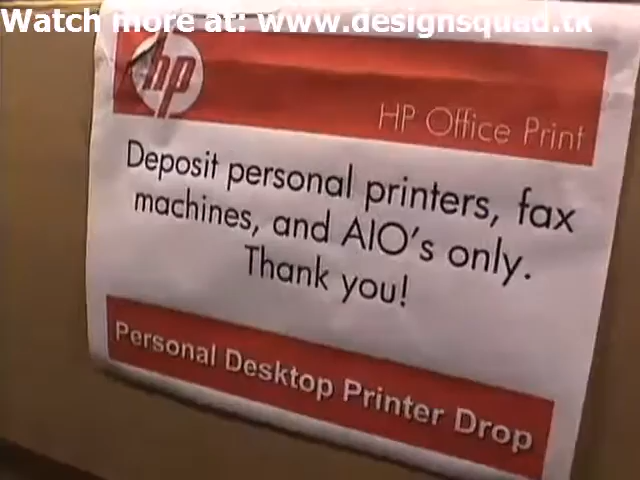 Watch more at: www.designsquad.tk
hp
HP Office Print
Deposit personal printers, fax
machines, and AIO's only.
Thank you!
Personal Desktop Printer Drop